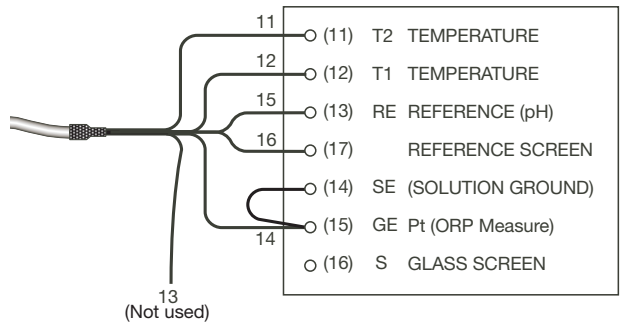 11 (11) T2 TEMPERATURE
12 (12) T1 TEMPERATURE
15 (13) RE REFERENCE (pH)
16 (17) REFERENCE SCREEN
(14) SE (SOLUTION GROUND)
14 (15) GE Pt (ORP Measure)
(16) S GLASS SCREEN
13
(Not used)